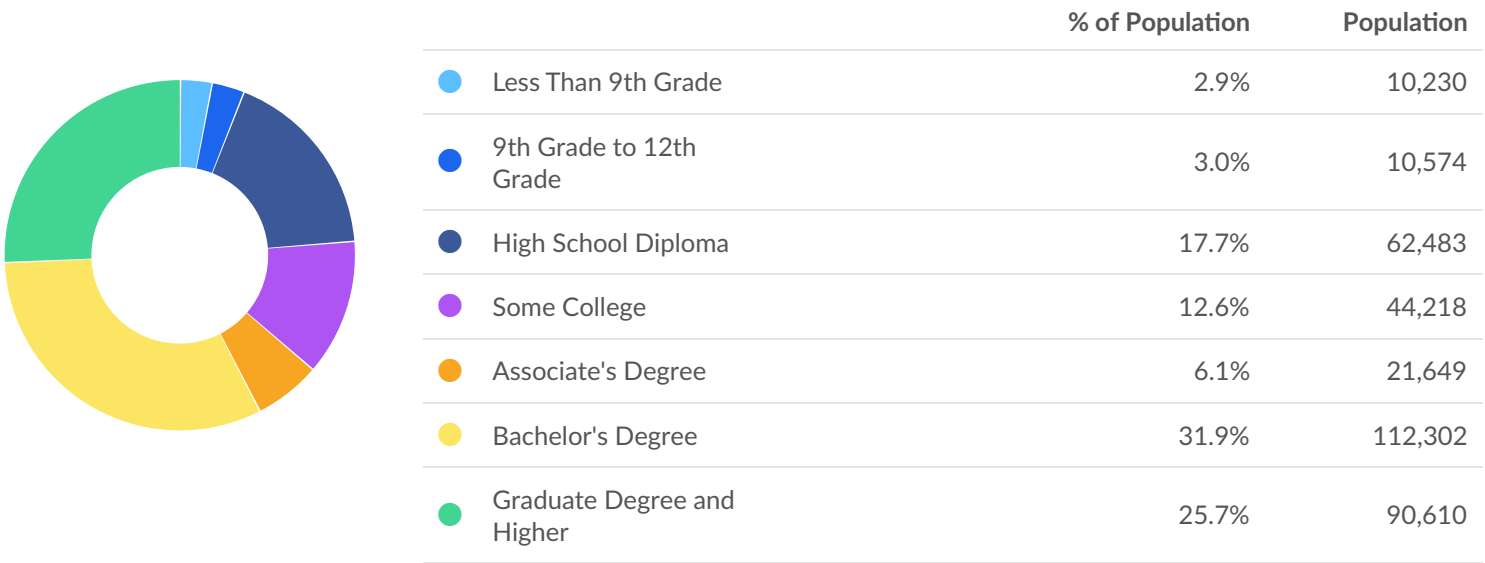 % of Population Population
Less Than 9th Grade 2.9% 10,230
9th Grade to 12th
Grade 3.0% 10,574
High School Diploma 17.7% 62,483
Some College 12.6% 44,218
Associate's Degree 6.1% 21,649
Bachelor's Degree 31.9% 112,302
Graduate Degree and
Higher 25.7% 90,610